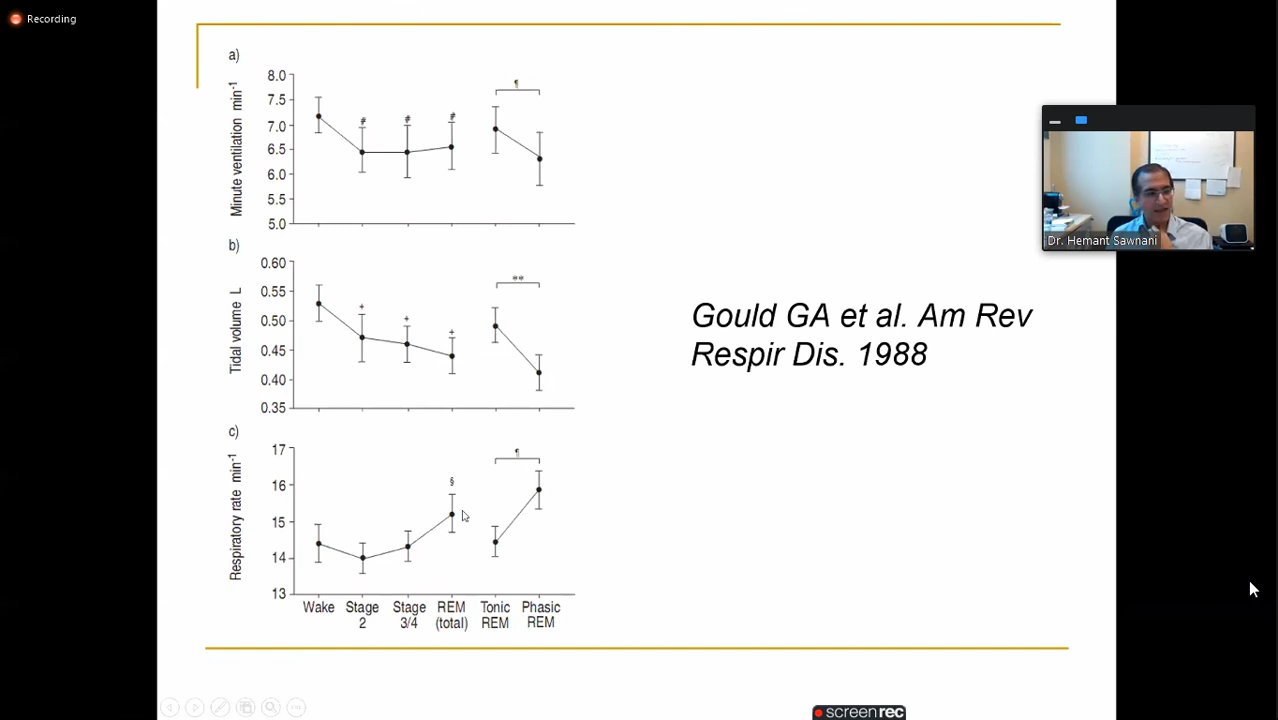 Recording
a)
Minute ventilation min-1
8.0
7.5
7.0
6.5
6.0
5.5
5.0
#
#
#
¶
b)
Tidal volume L
0.60
0.55
0.50
0.45
0.40
0.35
+
+
+
**
c)
Respiratory rate min-1
17
16
15
14
13
§
¶
Wake
Stage
2
Stage
3/4
REM
(total)
Tonic
REM
Phasic
REM
Gould GA et al. Am Rev
Respir Dis. 1988
Dr. Hemant Sawnani
screenrec